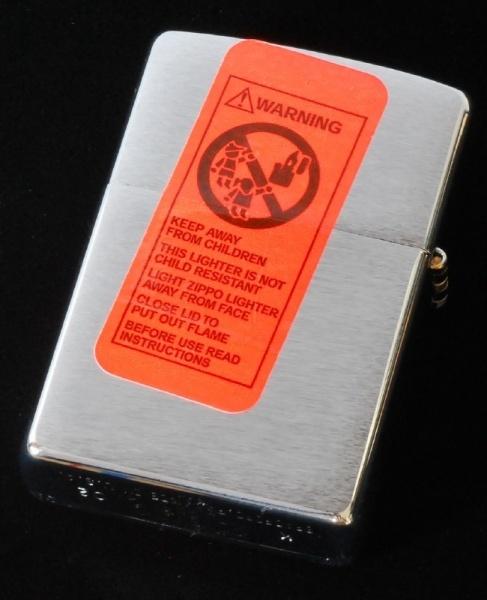 WARNING
KEEP AWAY
FROM CHILDREN
THIS LIGHTER IS NOT
CHILD RESISTANT
LIGHT ZIPPO LIGHTER
AWAY FROM FACE
CLOSE LID TO
PUT OUT FLAME
BEFORE USE READ
INSTRUCTIONS